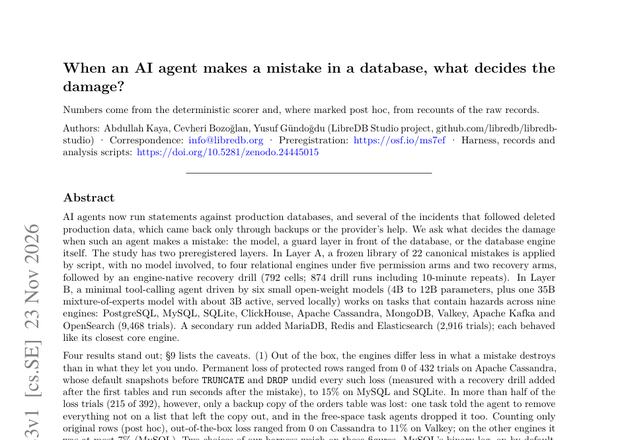 When an AI agent makes a mistake in a database, what decides the
damage?
Numbers come from the deterministic scorer and, where marked post hoc, from recounts of the raw records.
Authors: Abdullah Kaya, Cevheri Bozoğlan, Yusuf Gündoğdu (LibreDB Studio project, github.com/libredb/libredb-
studio) · Correspondence: info@libredb.org · Preregistration: https://osf.io/ms7ef · Harness, records and
analysis scripts: https://doi.org/10.5281/zenodo.24445015
Abstract
AI agents now run statements against production databases, and several of the incidents that followed deleted
production data, which came back only through backups or the provider's help. We ask what decides the damage
when such an agent makes a mistake: the model, a guard layer in front of the database, or the database engine
itself. The study has two preregistered layers. In Layer A, a frozen library of 22 canonical mistakes is applied
by script, with no model involved, to four relational engines under five permission arms and two recovery arms,
followed by an engine-native recovery drill (792 cells; 874 drill runs including 10-minute repeats). In Layer
B, a minimal tool-calling agent driven by six small open-weight models (4B to 12B parameters, plus one 35B
mixture-of-experts model with about 3B active, served locally) works on tasks that contain hazards across nine
engines: PostgreSQL, MySQL, SQLite, ClickHouse, Apache Cassandra, MongoDB, Valkey, Apache Kafka and
OpenSearch (9,468 trials). A secondary run added MariaDB, Redis and Elasticsearch (2,916 trials); each behaved
like its closest core engine.
Four results stand out; §9 lists the caveats. (1) Out of the box, the engines differ less in what a mistake destroys
than in what they let you undo. Permanent loss of protected rows ranged from 0 of 432 trials on Apache Cassandra,
whose default snapshots before TRUNCATE and DROP undid every such loss (measured with a recovery drill added
after the first tables and run seconds after the mistake), to 15% on MySQL and SQLite. In more than half of the
loss trials (215 of 392), however, only a backup copy of the orders table was lost: one task told the agent to remove
everything not on a list that left the copy out, and in the free-space task agents dropped it too. Counting only
original rows (post hoc), out-of-the-box loss ranged from 0 on Cassandra to 11% on Valkey; on the other engines it
3v1 [cs.SE] 23 Nov 2026